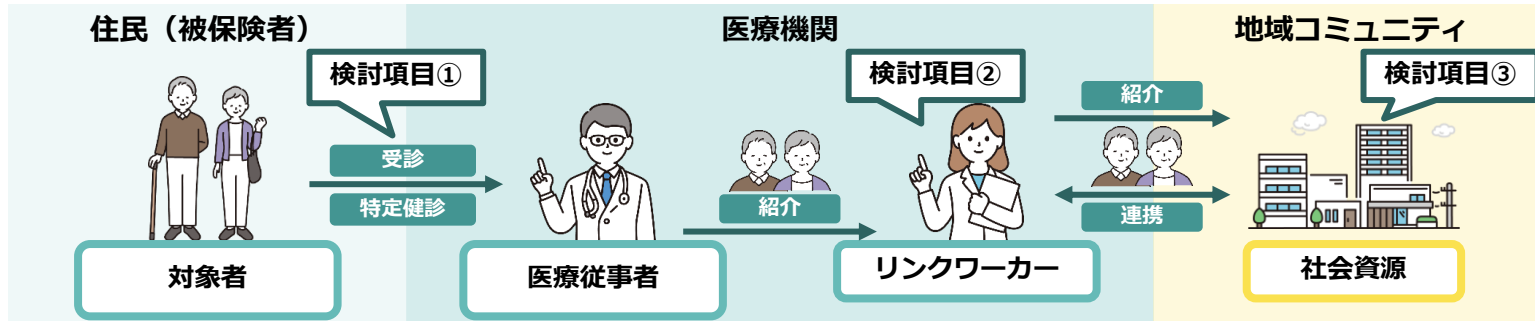 住民（被保険者）
医療機関
地域コミュニティ
検討項目①
検討項目②
検討項目③
受診
特定健診
紹介
紹介
連携
対象者
医療従事者
リンクワーカー
社会資源